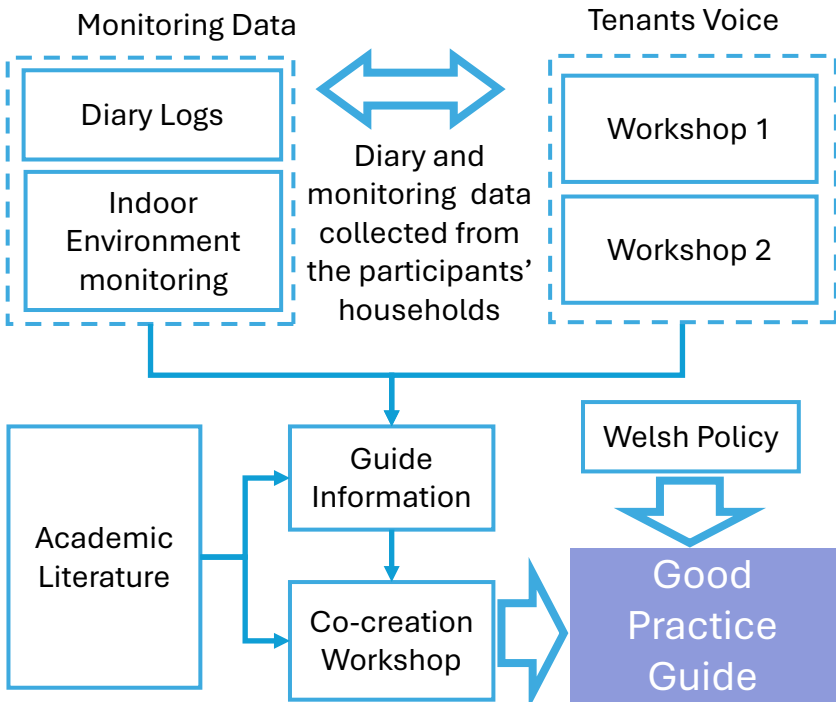 Monitoring Data
Tenants Voice
Diary Logs
Indoor
Environment
monitoring
Diary and
monitoring data
collected from
the participants’
households
Workshop 1
Workshop 2
Academic
Literature
Guide
Information
Co-creation
Workshop
Welsh Policy
Good
Practice
Guide